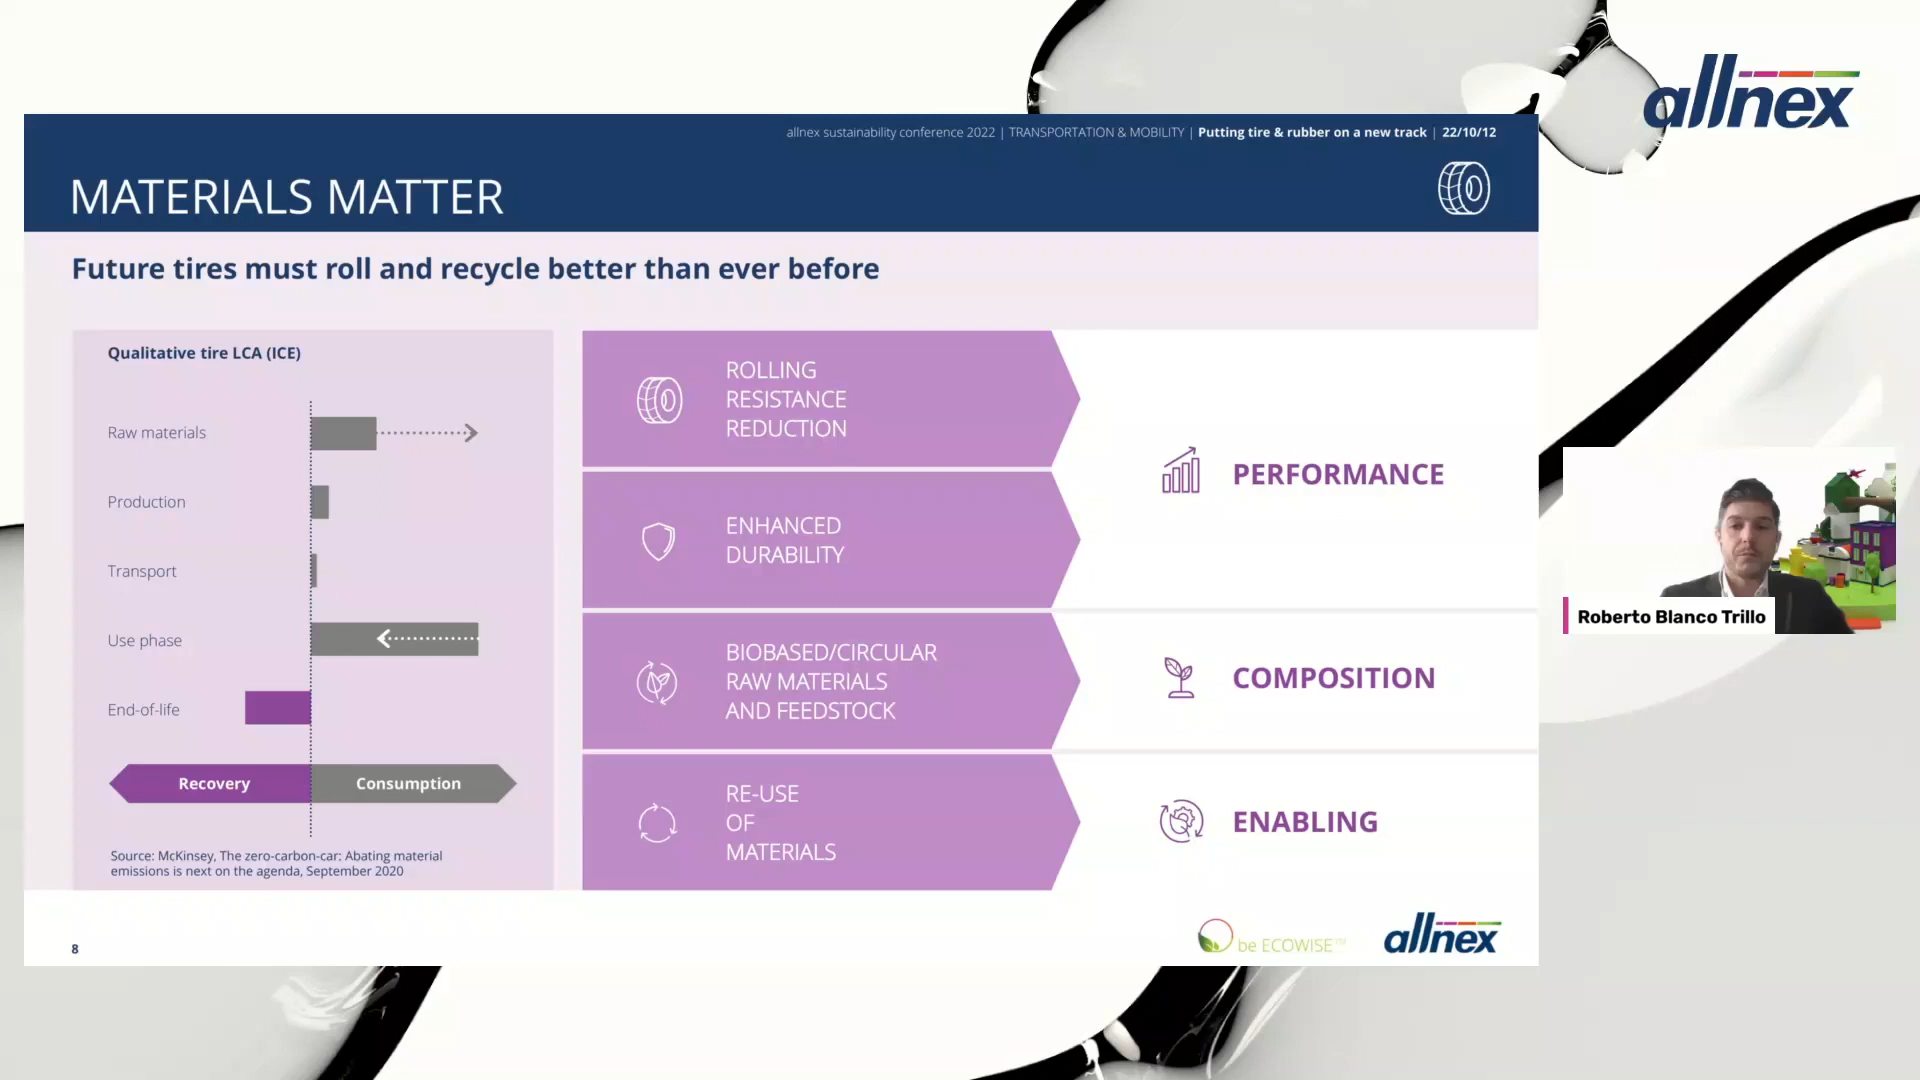 allnex
allnex sustainability conference 2022 | TRANSPORTATION & MOBILITY | Putting tire & rubber on a new track | 22/10/12
MATERIALS MATTER
Future tires must roll and recycle better than ever before
Qualitative tire LCA (ICE)
Raw materials
Production
Transport
Use phase
End-of-life
Recovery
Consumption
Source: McKinsey, The zero-carbon-car: Abating material
emissions is next on the agenda, September 2020
ROLLING
RESISTANCE
REDUCTION
ENHANCED
DURABILITY
BIOBASED/CIRCULAR
RAW MATERIALS
AND FEEDSTOCK
RE-USE
OF
MATERIALS
PERFORMANCE
COMPOSITION
ENABLING
Roberto Blanco Trillo
8
be ECOWISE™
allnex